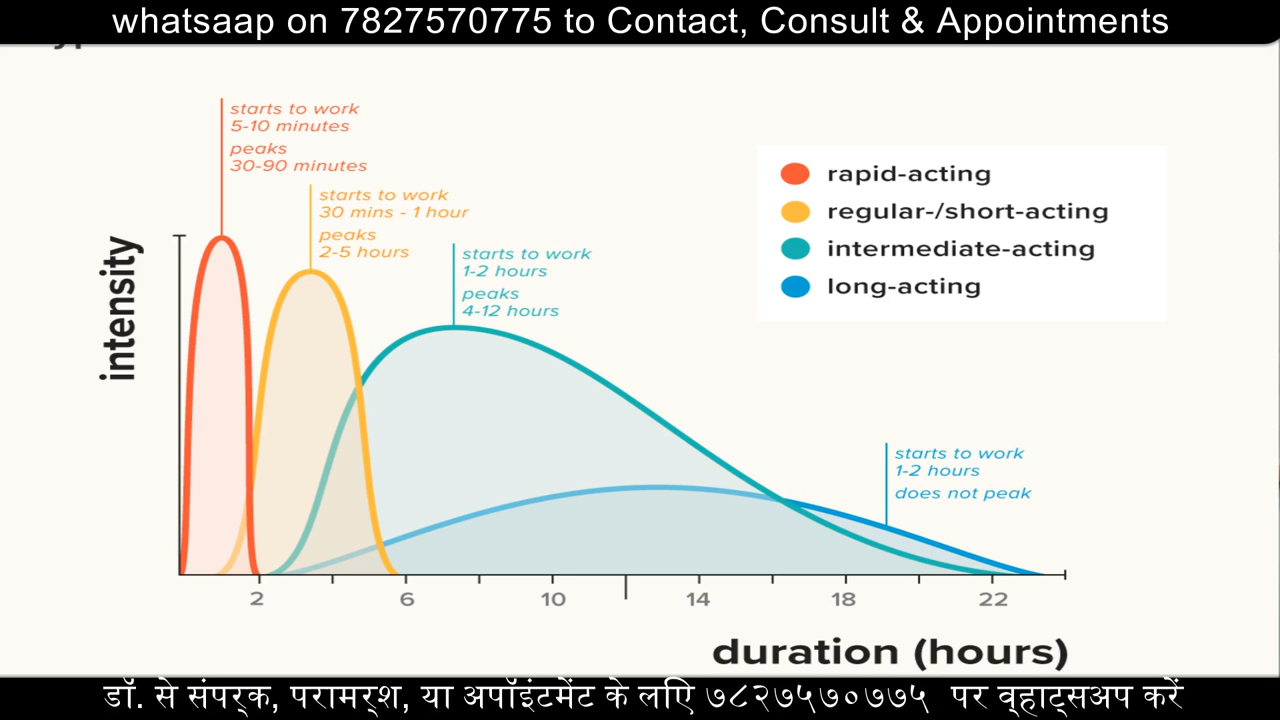 whatsaap on 7827570775 to Contact, Consult & Appointments
starts to work
5-10 minutes
peaks
30-90 minutes
starts to work
30 mins - 1 hour
peaks
2-5 hours
starts to work
1-2 hours
peaks
4-12 hours
rapid-acting
regular-/short-acting
intermediate-acting
long-acting
intensity
starts to work
1-2 hours
does not peak
2 6 10 14 18 22
duration (hours)
डॉ. से संपर्क, परामर्श, या अपॉइंटमेंट के लिए ७८२७५७०७७५ पर व्हाट्सअप करें